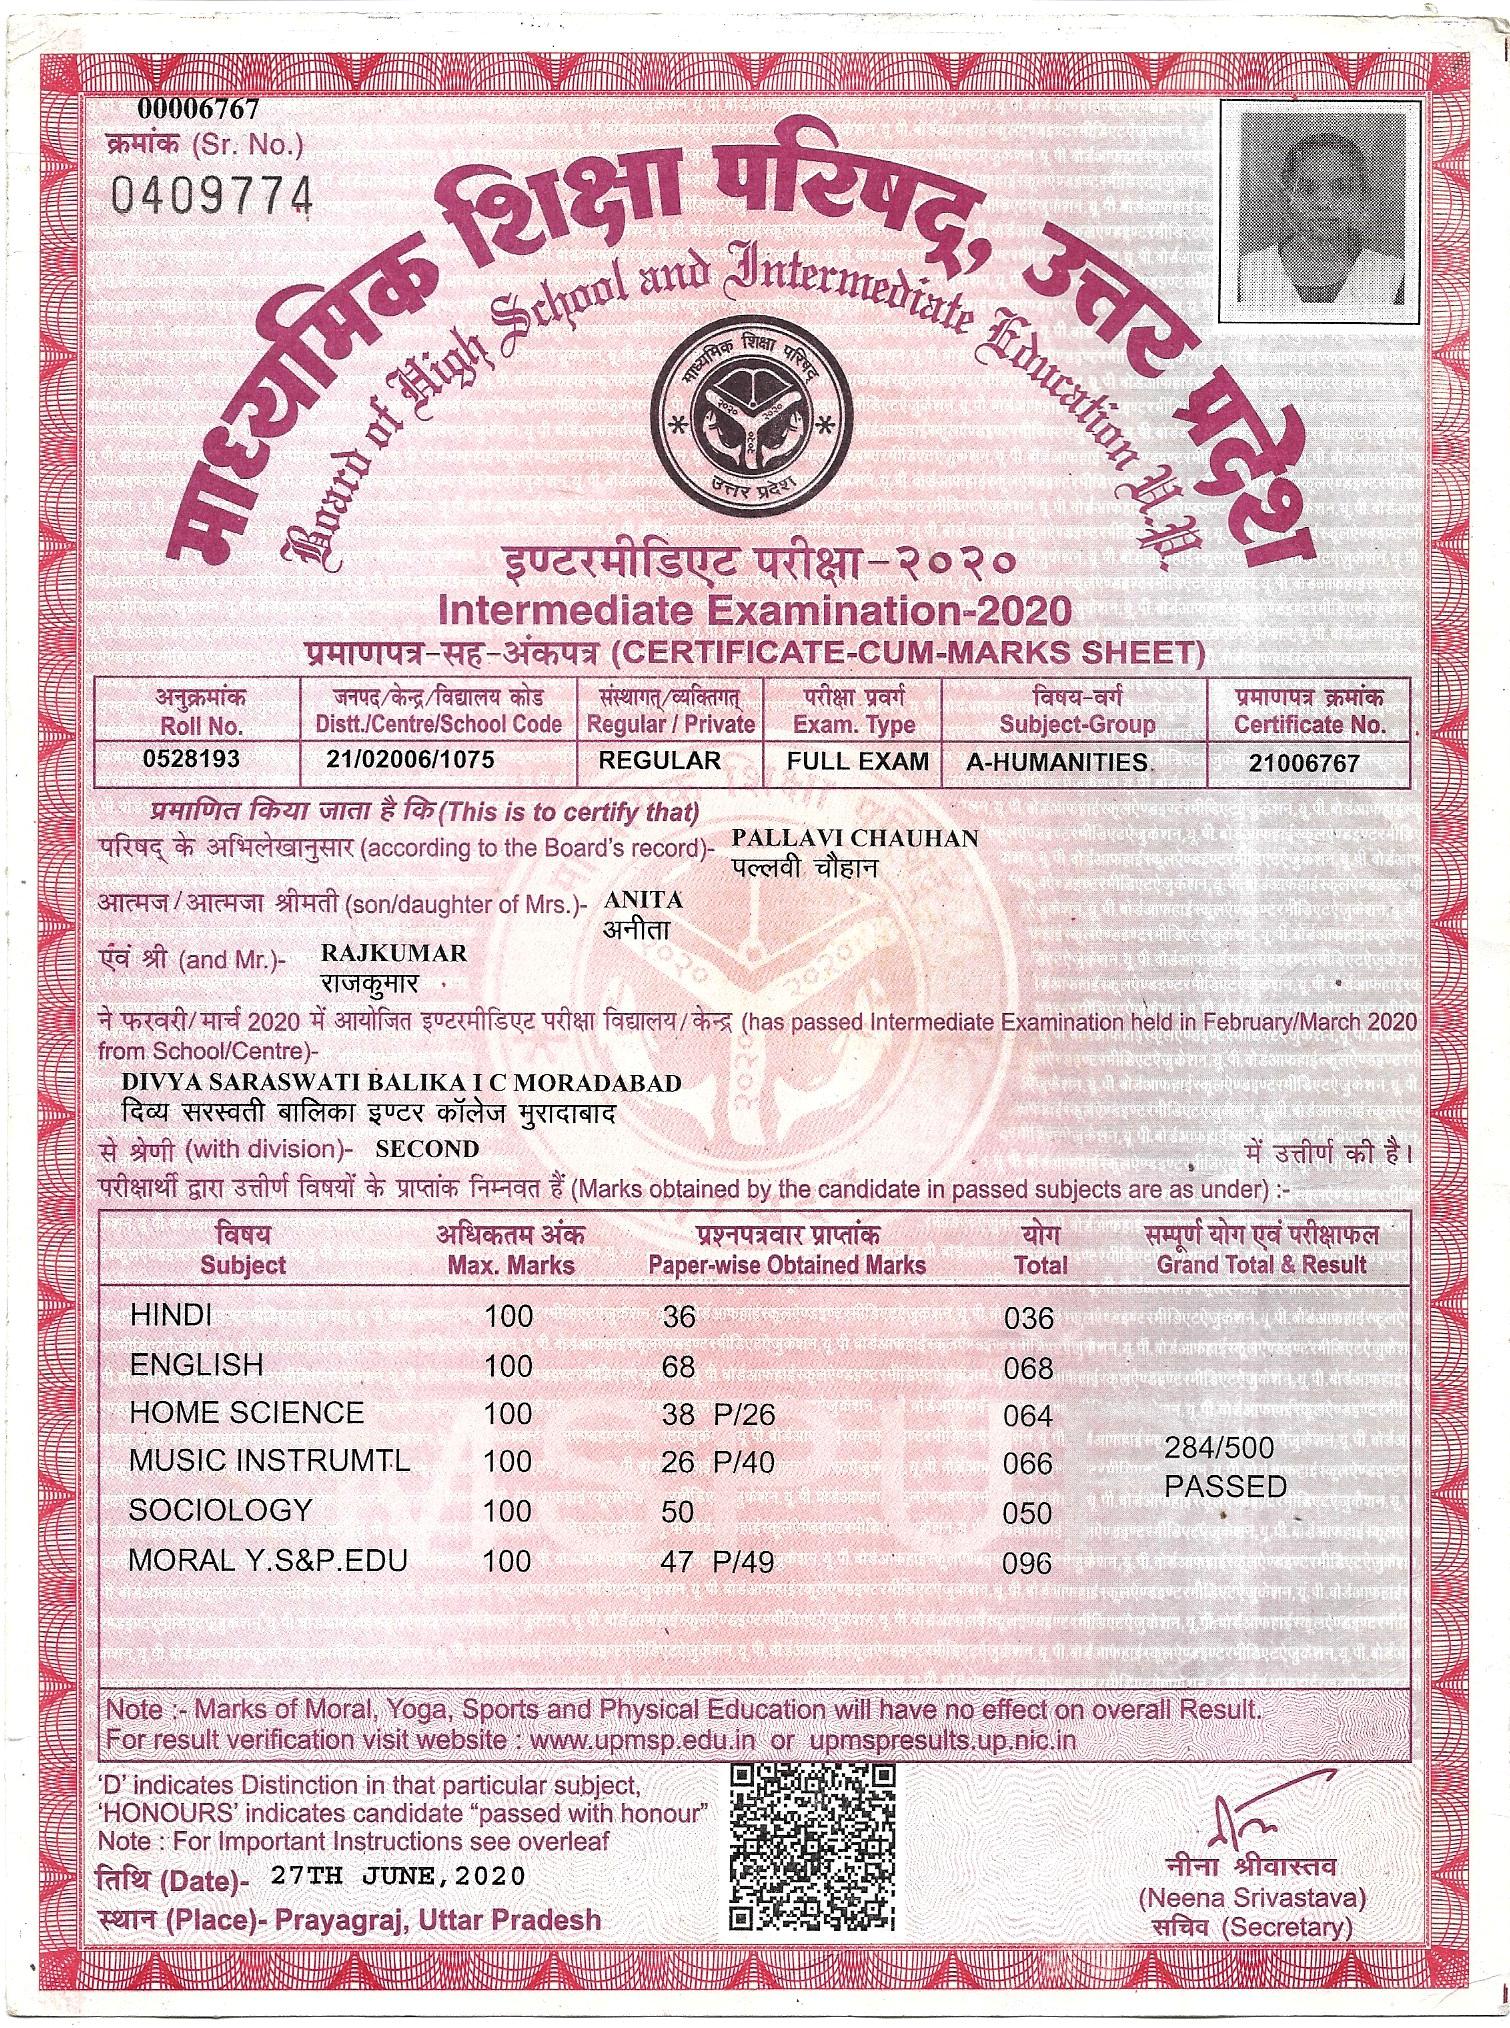 00006767
क्रमांक (Sr. No.)
0409774
माध्यमिक शिक्षा परिषद्, उत्तर प्रदेश
Board of High School and Intermediate Education U.P.
माध्यमिक शिक्षा परिषद्
उत्तर प्रदेश
इण्टरमीडिएट परीक्षा-२०२०
Intermediate Examination-2020
प्रमाणपत्र-सह-अंकपत्र (CERTIFICATE-CUM-MARKS SHEET)
अनुक्रमांक जनपद/केन्द्र/विद्यालय कोड संस्थागत्/व्यक्तिगत् परीक्षा प्रवर्ग विषय-वर्ग प्रमाणपत्र क्रमांक
Roll No. Distt./Centre/School Code Regular / Private Exam. Type Subject-Group Certificate No.
0528193 21/02006/1075 REGULAR FULL EXAM A-HUMANITIES. 21006767
प्रमाणित किया जाता है कि (This is to certify that)
परिषद् के अभिलेखानुसार (according to the Board's record)- PALLAVI CHAUHAN
पल्लवी चौहान
आत्मज/आत्मजा श्रीमती (son/daughter of Mrs.)- ANITA
अनीता
एंवं श्री (and Mr.)- RAJKUMAR
राजकुमार
ने फरवरी/मार्च 2020 में आयोजित इण्टरमीडिएट परीक्षा विद्यालय/केन्द्र (has passed Intermediate Examination held in February/March 2020
from School/Centre)-
DIVYA SARASWATI BALIKA I C MORADABAD
दिव्य सरस्वती बालिका इण्टर कॉलेज मुरादाबाद
से श्रेणी (with division)- SECOND में उत्तीर्ण की है।
परीक्षार्थी द्वारा उत्तीर्ण विषयों के प्राप्तांक निम्नवत हैं (Marks obtained by the candidate in passed subjects are as under) :-
विषय अधिकतम अंक प्रश्नपत्रवार प्राप्तांक योग सम्पूर्ण योग एवं परीक्षाफल
Subject Max. Marks Paper-wise Obtained Marks Total Grand Total & Result
HINDI 100 36 036
ENGLISH 100 68 068
HOME SCIENCE 100 38 P/26 064
284/500
MUSIC INSTRUMTL 100 26 P/40 066
PASSED
SOCIOLOGY 100 50 050
MORAL Y.S&P.EDU 100 47 P/49 096
Note :- Marks of Moral, Yoga, Sports and Physical Education will have no effect on overall Result.
For result verification visit website : www.upmsp.edu.in or upmspresults.up.nic.in
'D' indicates Distinction in that particular subject,
'HONOURS' indicates candidate "passed with honour"
Note : For Important Instructions see overleaf
तिथि (Date)- 27TH JUNE,2020
स्थान (Place)- Prayagraj, Uttar Pradesh
नीना श्रीवास्तव
(Neena Srivastava)
सचिव (Secretary)